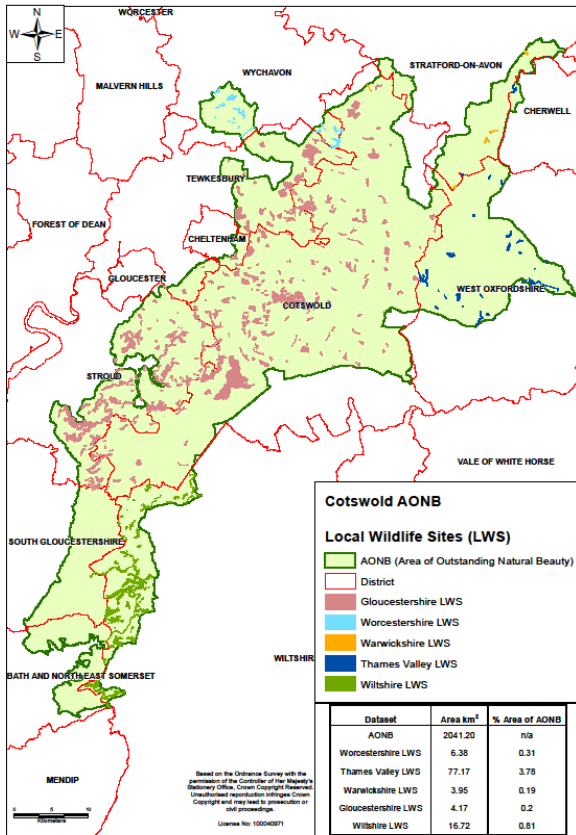 N
W E
S
WORCESTER
WYCHAVON
STRATFORD-ON-AVON
MALVERN HILLS
CHERWELL
TEWKESBURY
FOREST OF DEAN
CHELTENHAM
GLOUCESTER
WEST OXFORDSHIRE
COTSWOLD
STROUD
VALE OF WHITE HORSE
SOUTH GLOUCESTERSHIRE
WILTSHIR
BATH AND NORTH EAST SOMERSET
MENDIP
Cotswold AONB
Local Wildlife Sites (LWS)
AONB (Area of Outstanding Natural Beauty)
District
Gloucestershire LWS
Worcestershire LWS
Warwickshire LWS
Thames Valley LWS
Wiltshire LWS
Dataset Area km² % Area of AONB
AONB 2041.20 n/a
Worcestershire LWS 6.38 0.31
Thames Valley LWS 77.17 3.78
Warwickshire LWS 3.95 0.19
Gloucestershire LWS 4.17 0.2
Wiltshire LWS 16.72 0.81
Based on the Ordnance Survey with the
permission of the Controller of Her Majesty's
Stationery Office, Crown Copyright Reserved.
Unauthorised reproduction infringes Crown
Copyright and may lead to prosecution or
civil proceedings.
License No: 100040971
0 5 10
Kilometers